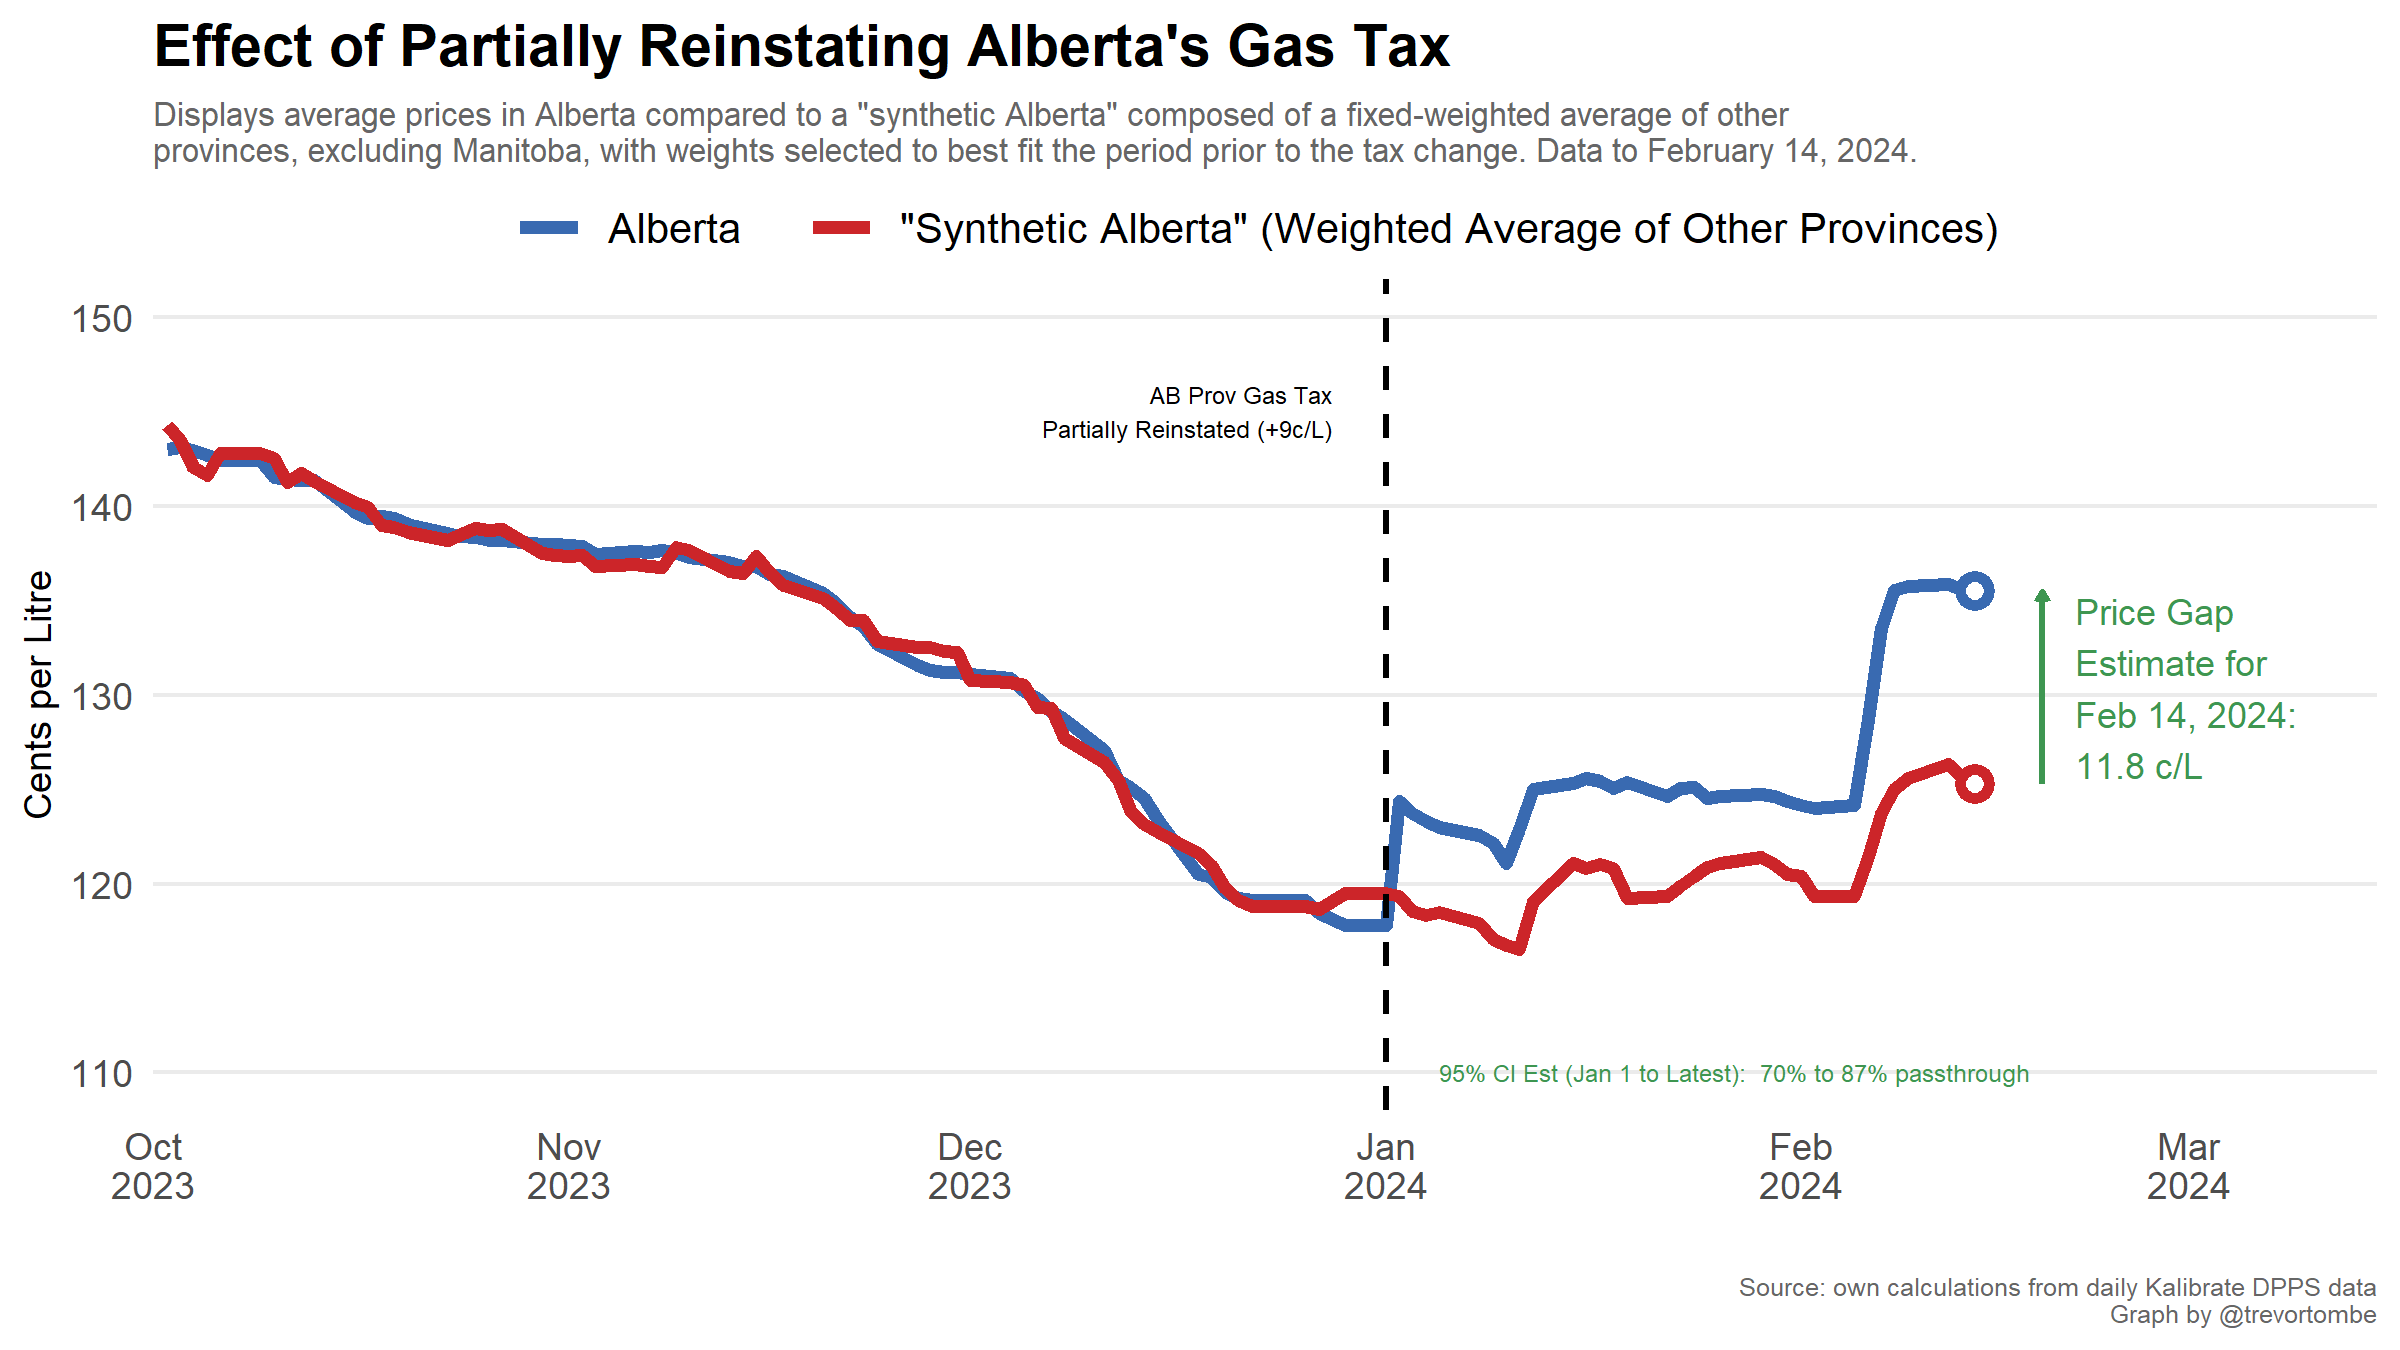 Effect of Partially Reinstating Alberta's Gas Tax
Displays average prices in Alberta compared to a "synthetic Alberta" composed of a fixed-weighted average of other
provinces, excluding Manitoba, with weights selected to best fit the period prior to the tax change. Data to February 14, 2024.
Alberta
"Synthetic Alberta" (Weighted Average of Other Provinces)
Cents per Litre
150
140
130
120
110
AB Prov Gas Tax
Partially Reinstated (+9c/L)
Price Gap
Estimate for
Feb 14, 2024:
11.8 c/L
95% CI Est (Jan 1 to Latest):  70% to 87% passthrough
Oct
2023
Nov
2023
Dec
2023
Jan
2024
Feb
2024
Mar
2024
Source: own calculations from daily Kalibrate DPPS data
Graph by @trevortombe